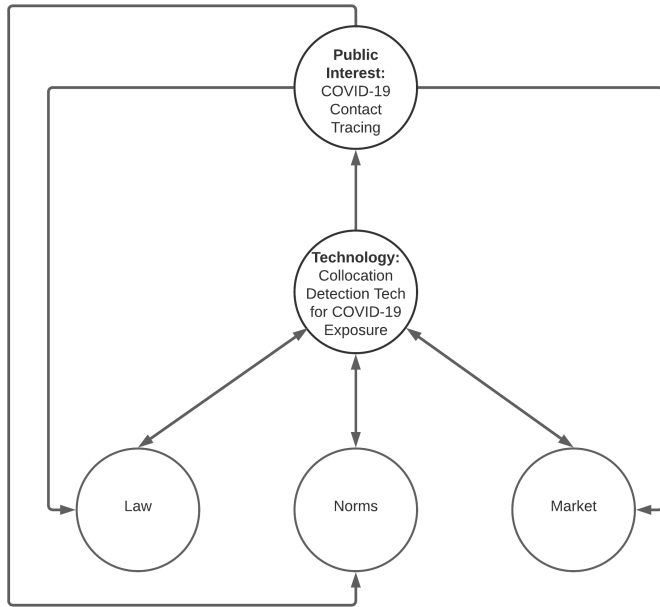 Public
Interest:
COVID-19
Contact
Tracing
Technology:
Collocation
Detection Tech
for COVID-19
Exposure
Law
Norms
Market